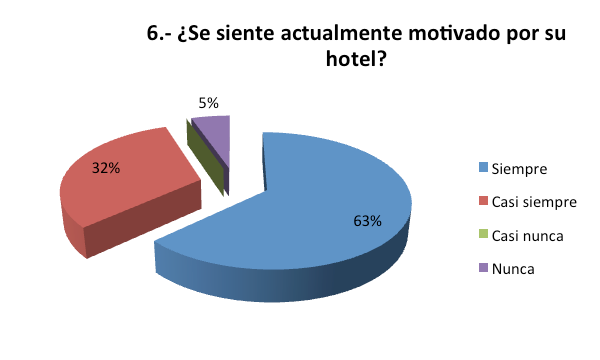 6.- ¿Se siente actualmente motivado por su
hotel?
5%
32%
63%
Siempre
Casi siempre
Casi nunca
Nunca